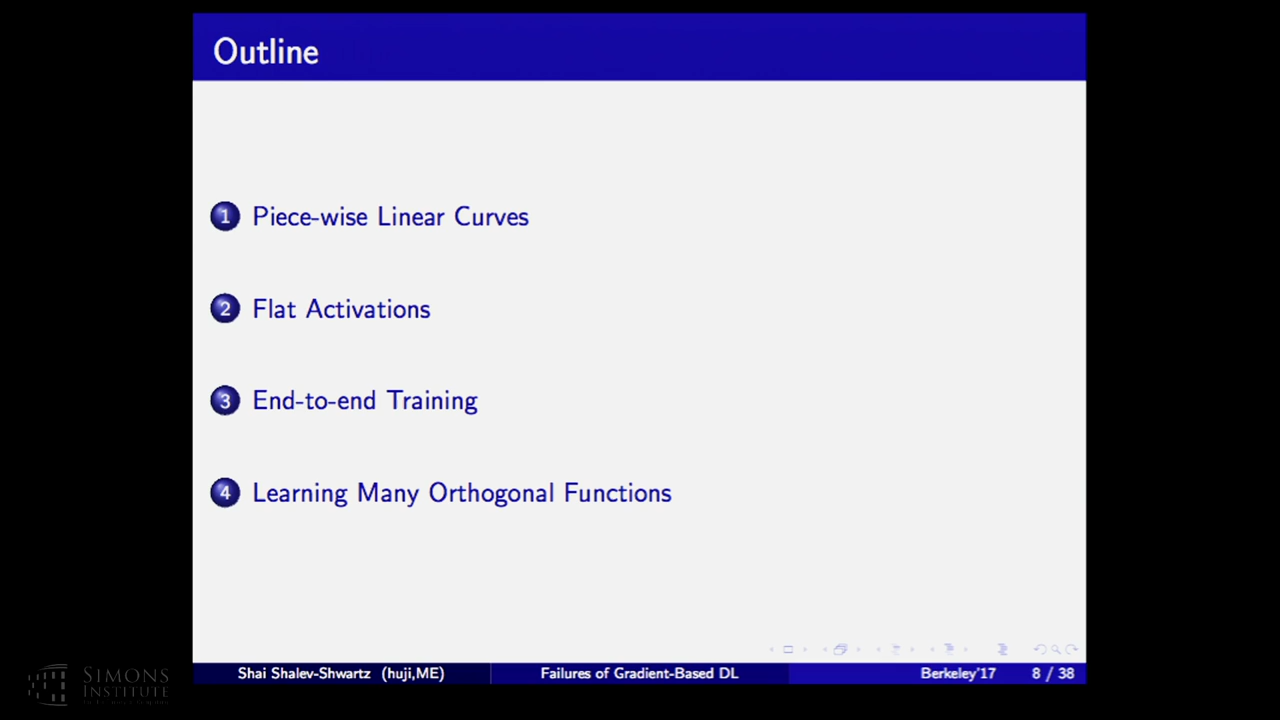 Outline
1 Piece-wise Linear Curves
2 Flat Activations
3 End-to-end Training
4 Learning Many Orthogonal Functions
Shai Shalev-Shwartz (huji,ME) Failures of Gradient-Based DL Berkeley'17 8 / 38
SIMONS
INSTITUTE